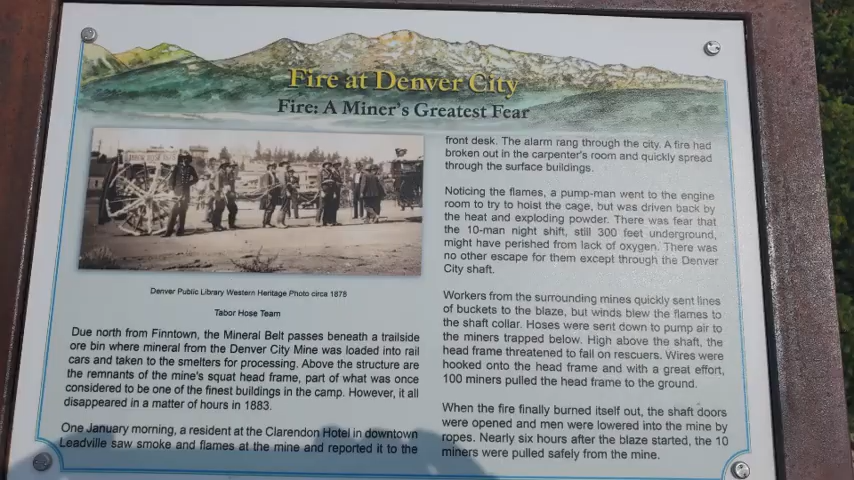 Fire at Denver City
Fire: A Miner's Greatest Fear
Denver Public Library Western Heritage Photo circa 1878
Tabor Hose Team
Due north from Finntown, the Mineral Belt passes beneath a trailside
ore bin where mineral from the Denver City Mine was loaded into rail
cars and taken to the smelters for processing. Above the structure are
the remnants of the mine's squat head frame, part of what was once
considered to be one of the finest buildings in the camp. However, it all
disappeared in a matter of hours in 1883.
One January morning, a resident at the Clarendon Hotel in downtown
Leadville saw smoke and flames at the mine and reported it to the
front desk. The alarm rang through the city. A fire had
broken out in the carpenter's room and quickly spread
through the surface buildings.
Noticing the flames, a pump-man went to the engine
room to try to hoist the cage, but was driven back by
the heat and exploding powder. There was fear that
the 10-man night shift, still 300 feet underground,
might have perished from lack of oxygen. There was
no other escape for them except through the Denver
City shaft.
Workers from the surrounding mines quickly sent lines
of buckets to the blaze, but winds blew the flames to
the shaft collar. Hoses were sent down to pump air to
the miners trapped below. High above the shaft, the
head frame threatened to fall on rescuers. Wires were
hooked onto the head frame and with a great effort,
100 miners pulled the head frame to the ground.
When the fire finally burned itself out, the shaft doors
were opened and men were lowered into the mine by
ropes. Nearly six hours after the blaze started, the 10
miners were pulled safely from the mine.